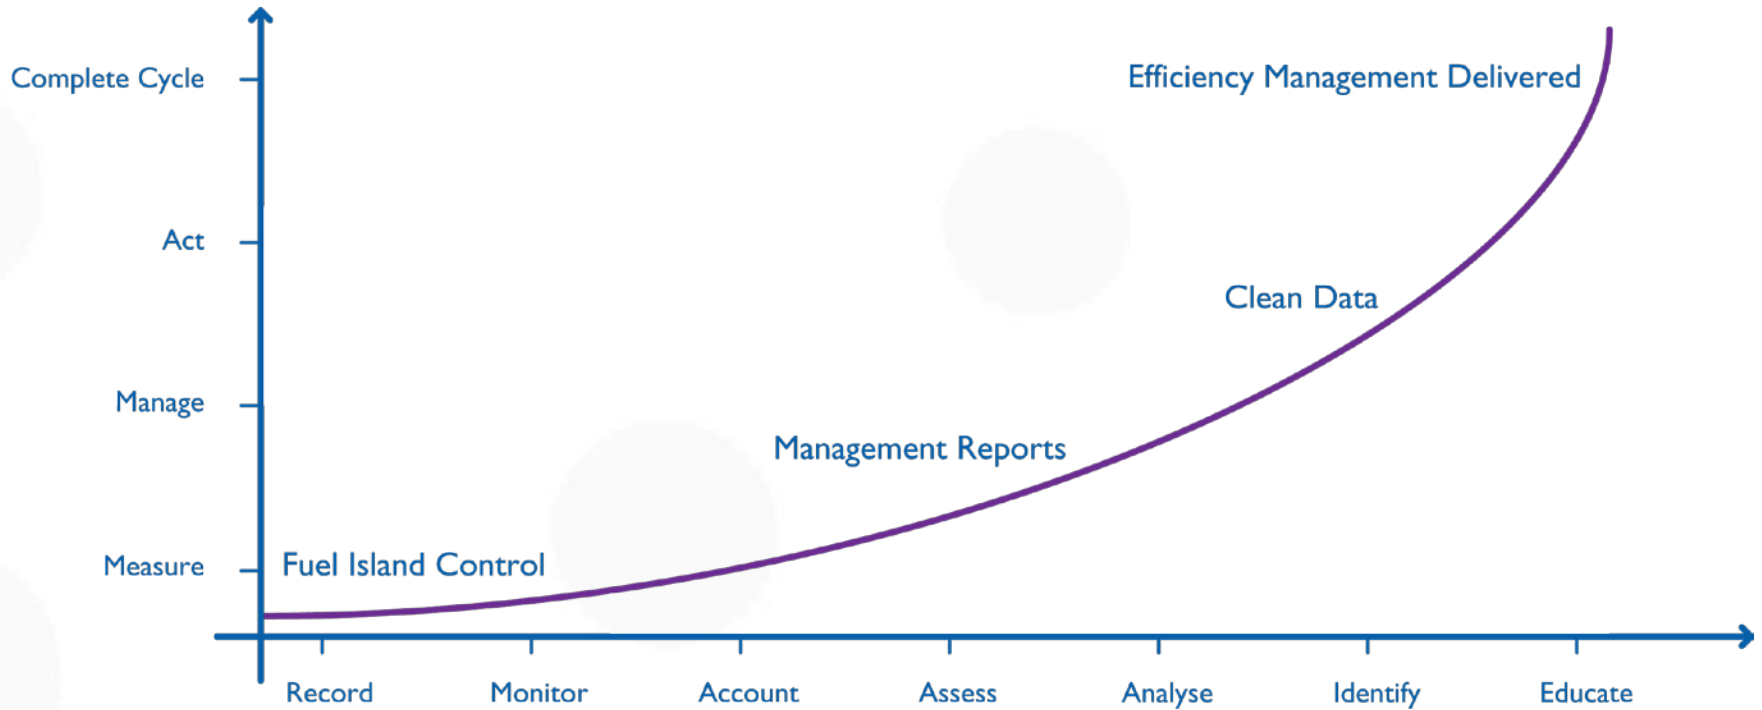 Complete Cycle
Efficiency Management Delivered
Act
Clean Data
Manage
Management Reports
Measure
Fuel Island Control
Record
Monitor
Account
Assess
Analyse
Identify
Educate